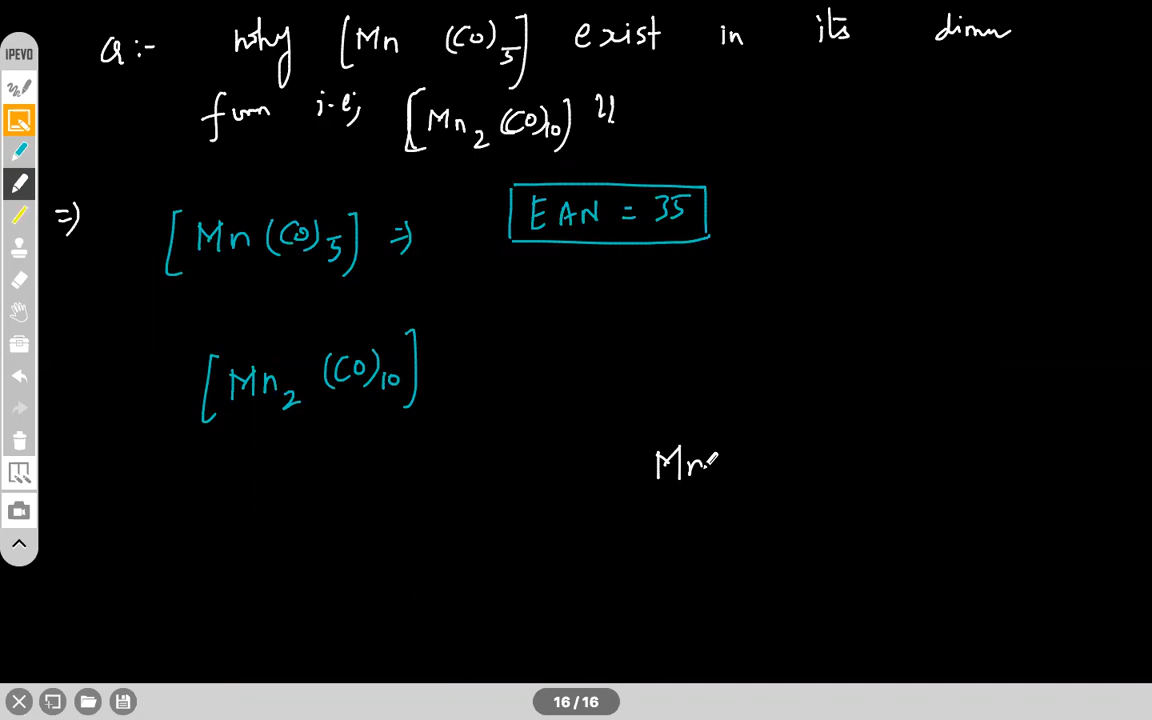 Q:- why [Mn (CO)5] exist in its dimer
form i.e; [Mn2 (CO)10] ??
IPEVO
=> [Mn(CO)5] => EAN = 35
[Mn2 (CO)10]
Mn
16/16